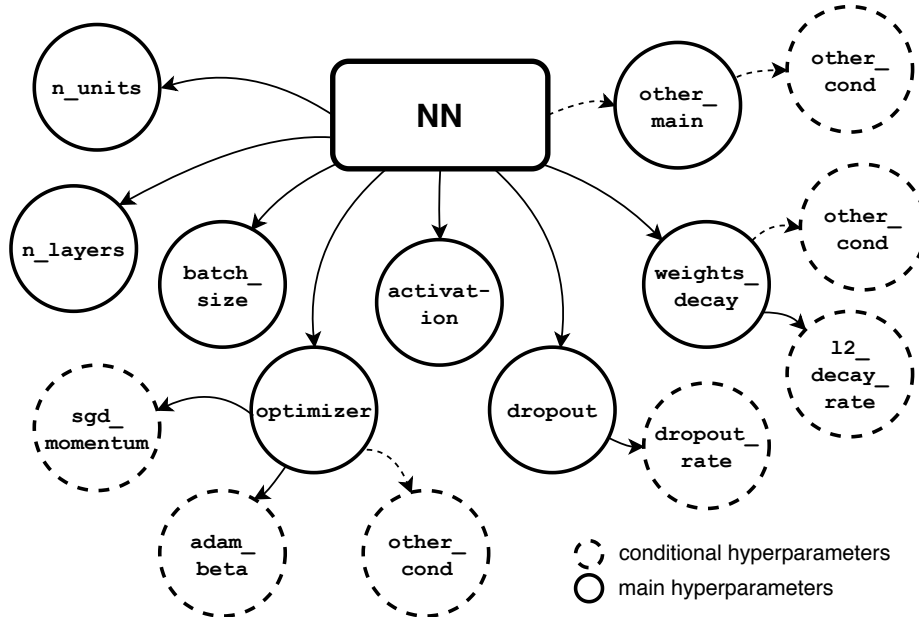 NN
n_units
other_
main
other_
cond
n_layers
batch_
size
activat-
ion
weights_
decay
other_
cond
l2_
decay_
rate
sgd_
momentum
optimizer
dropout
dropout_
rate
adam_
beta
other_
cond
conditional hyperparameters
main hyperparameters